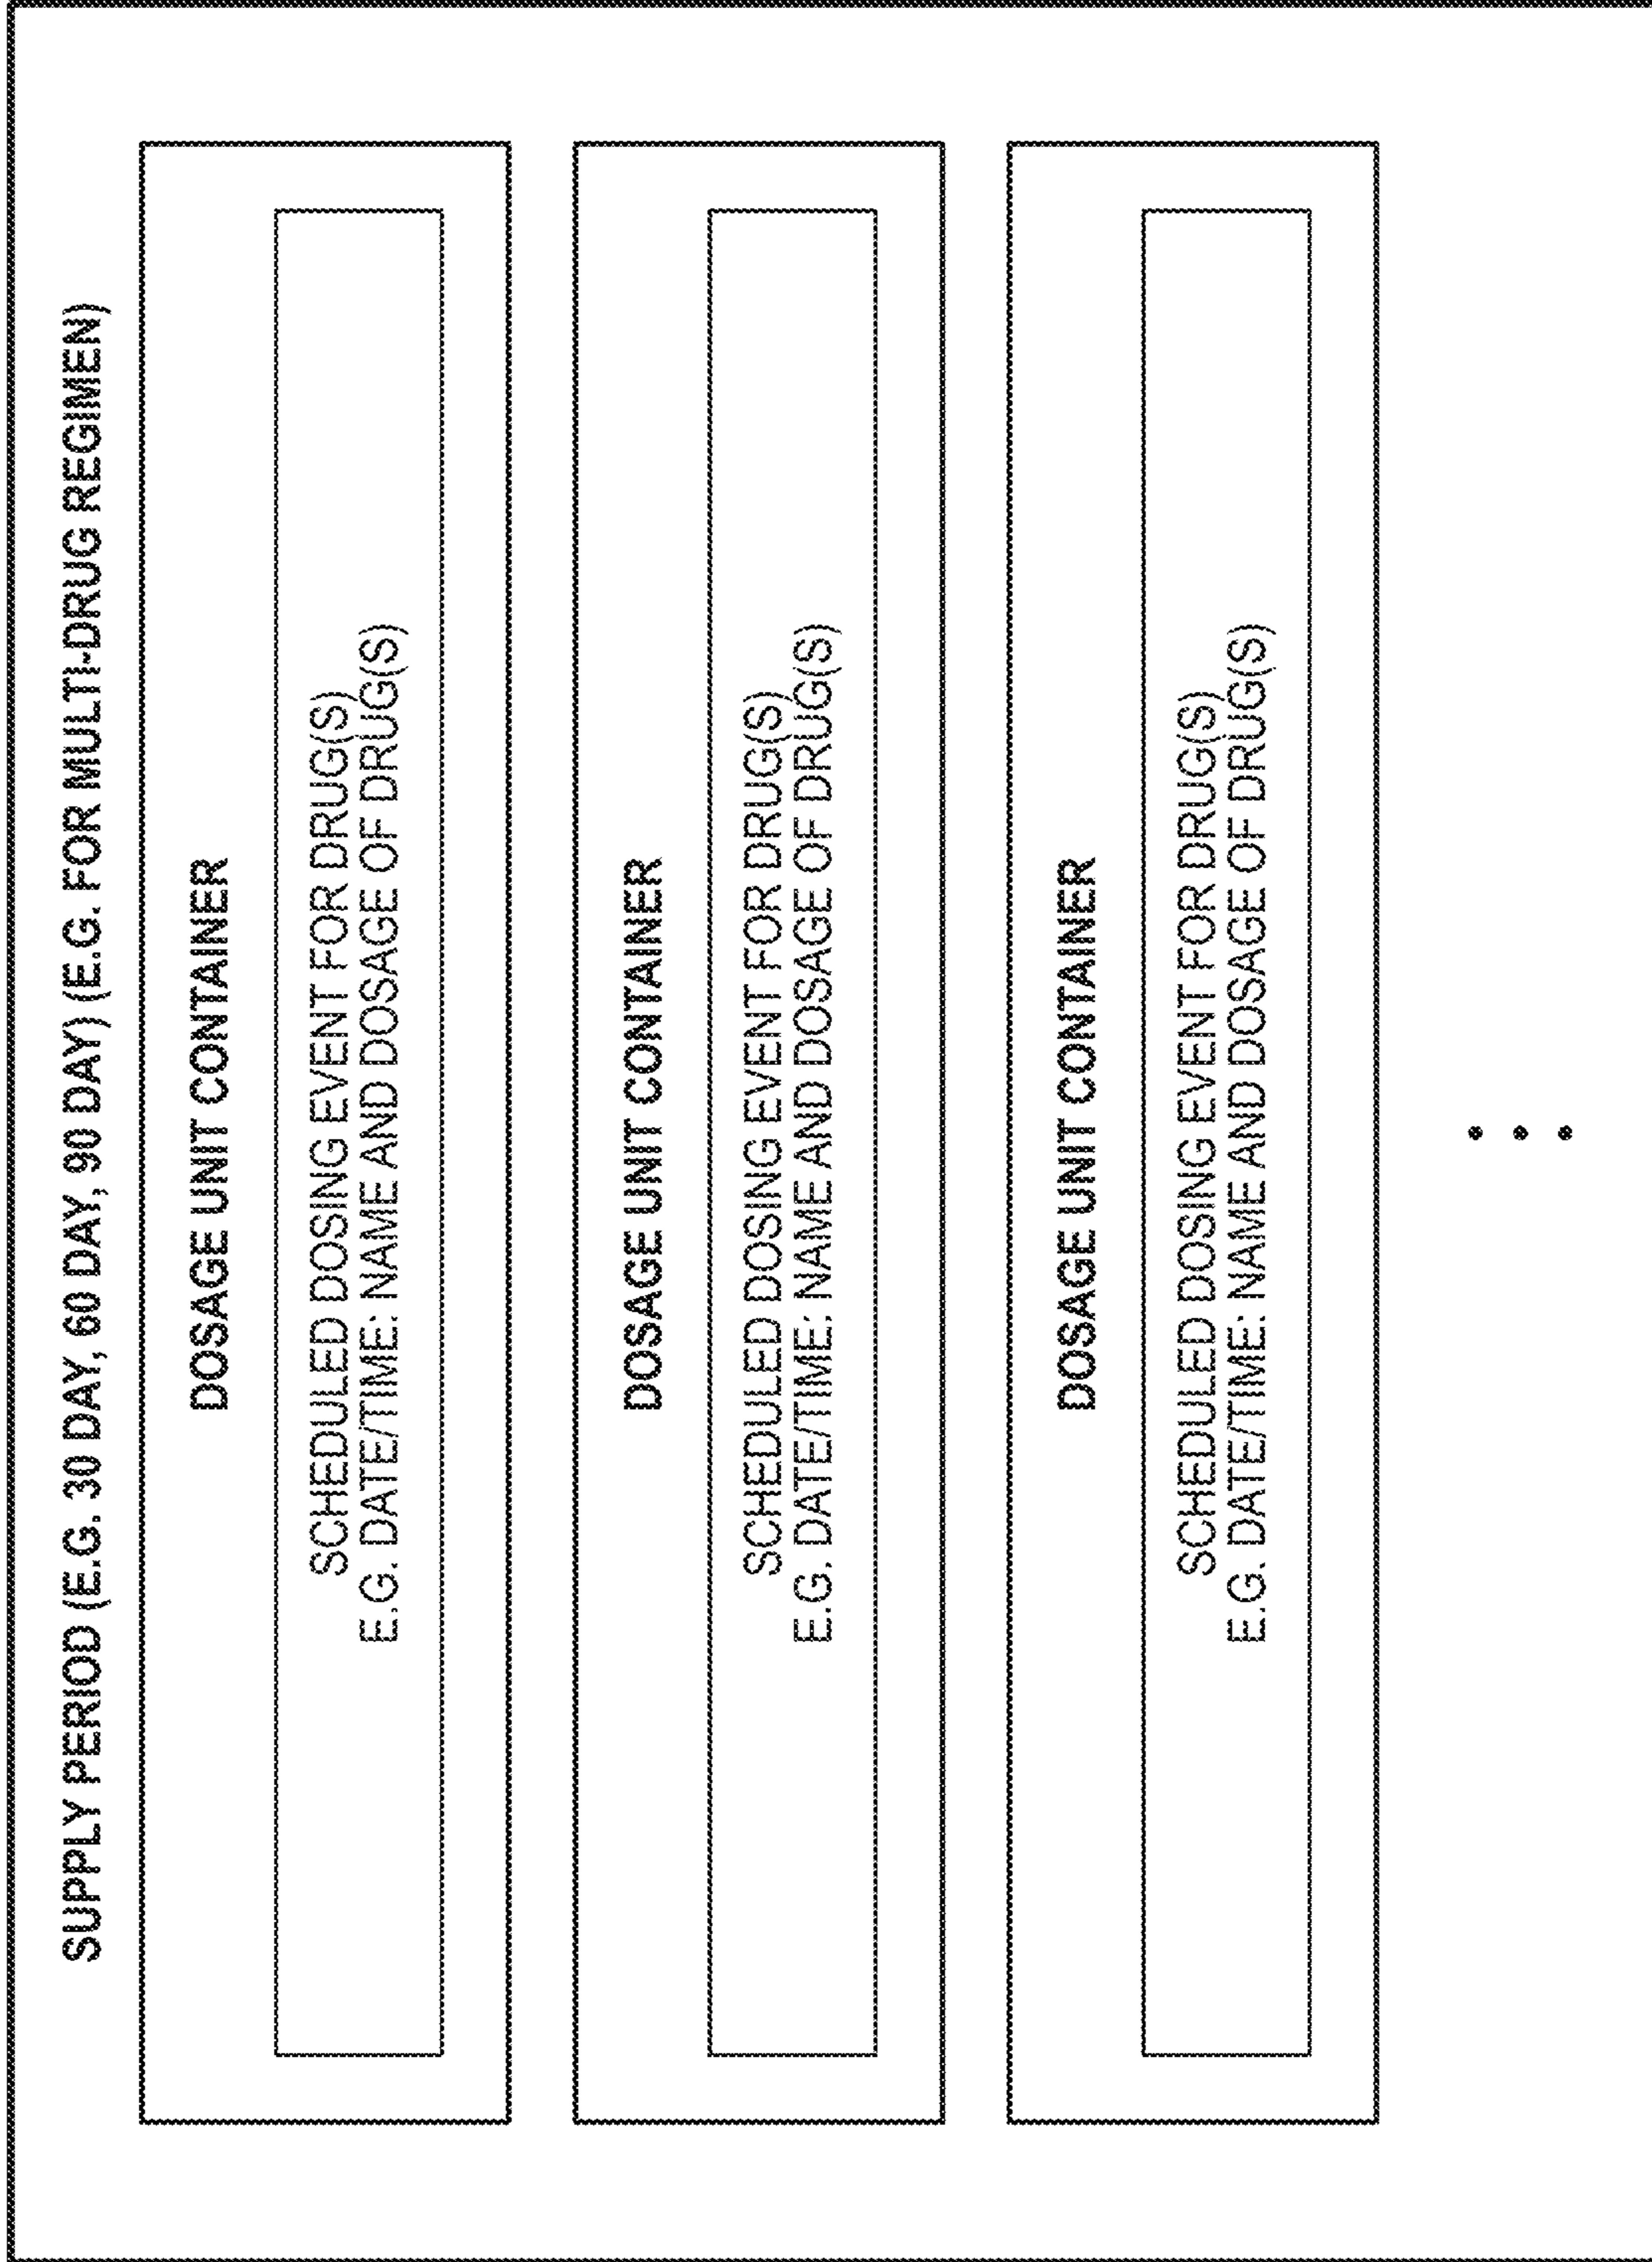 SUPPLY PERIOD (E.G. 30 DAY, 60 DAY, 90 DAY) (E.G. FOR MULTI-DRUG REGIMEN)
DOSAGE UNIT CONTAINER
SCHEDULED DOSING EVENT FOR DRUG(S)
E.G. DATE/TIME: NAME AND DOSAGE OF DRUG(S)
DOSAGE UNIT CONTAINER
SCHEDULED DOSING EVENT FOR DRUG(S)
E.G. DATE/TIME: NAME AND DOSAGE OF DRUG(S)
DOSAGE UNIT CONTAINER
SCHEDULED DOSING EVENT FOR DRUG(S)
E.G. DATE/TIME: NAME AND DOSAGE OF DRUG(S)